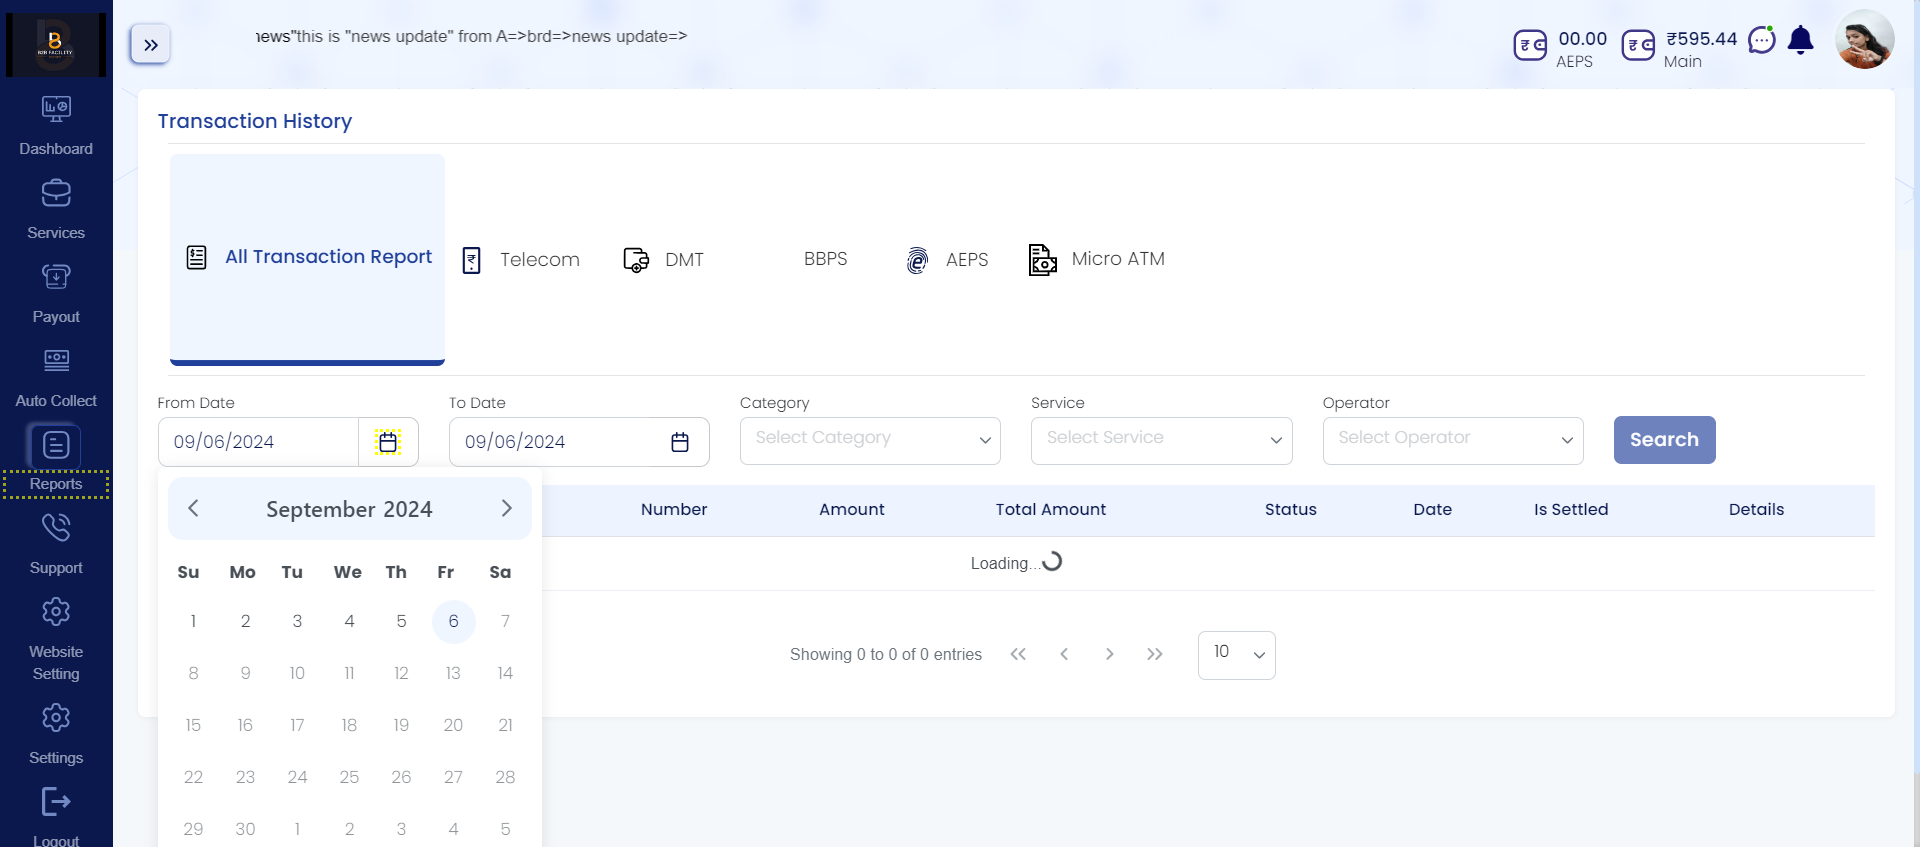 B2B FACILITY
news"this is "news update" from A=>brd=>news update=>
00.00
AEPS
₹595.44
Main
Dashboard
Services
Payout
Auto Collect
Reports
Support
Website
Setting
Settings
Logout
Transaction History
All Transaction Report
Telecom
DMT
BBPS
AEPS
Micro ATM
From Date
To Date
Category
Service
Operator
09/06/2024
09/06/2024
Select Category
Select Service
Select Operator
Search
Number Amount Total Amount Status Date Is Settled Details
Loading...
Showing 0 to 0 of 0 entries
10
September 2024
Su Mo Tu We Th Fr Sa
1 2 3 4 5 6 7
8 9 10 11 12 13 14
15 16 17 18 19 20 21
22 23 24 25 26 27 28
29 30 1 2 3 4 5